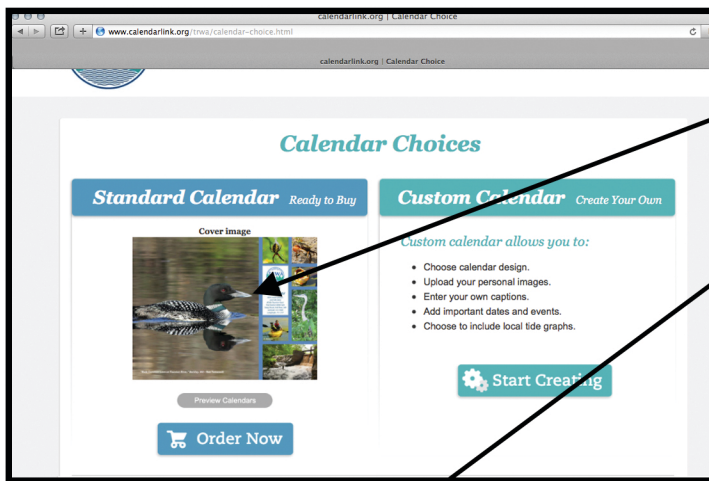 calendarlink.org | Calendar Choice
www.calendarlink.org/trwa/calendar-choice.html
calendarlink.org | Calendar Choice
Calendar Choices
Standard Calendar Ready to Buy
Cover image
Preview Calendars
Order Now
Custom Calendar Create Your Own
Custom calendar allows you to:
• Choose calendar design.
• Upload your personal images.
• Enter your own captions.
• Add important dates and events.
• Choose to include local tide graphs.
Start Creating